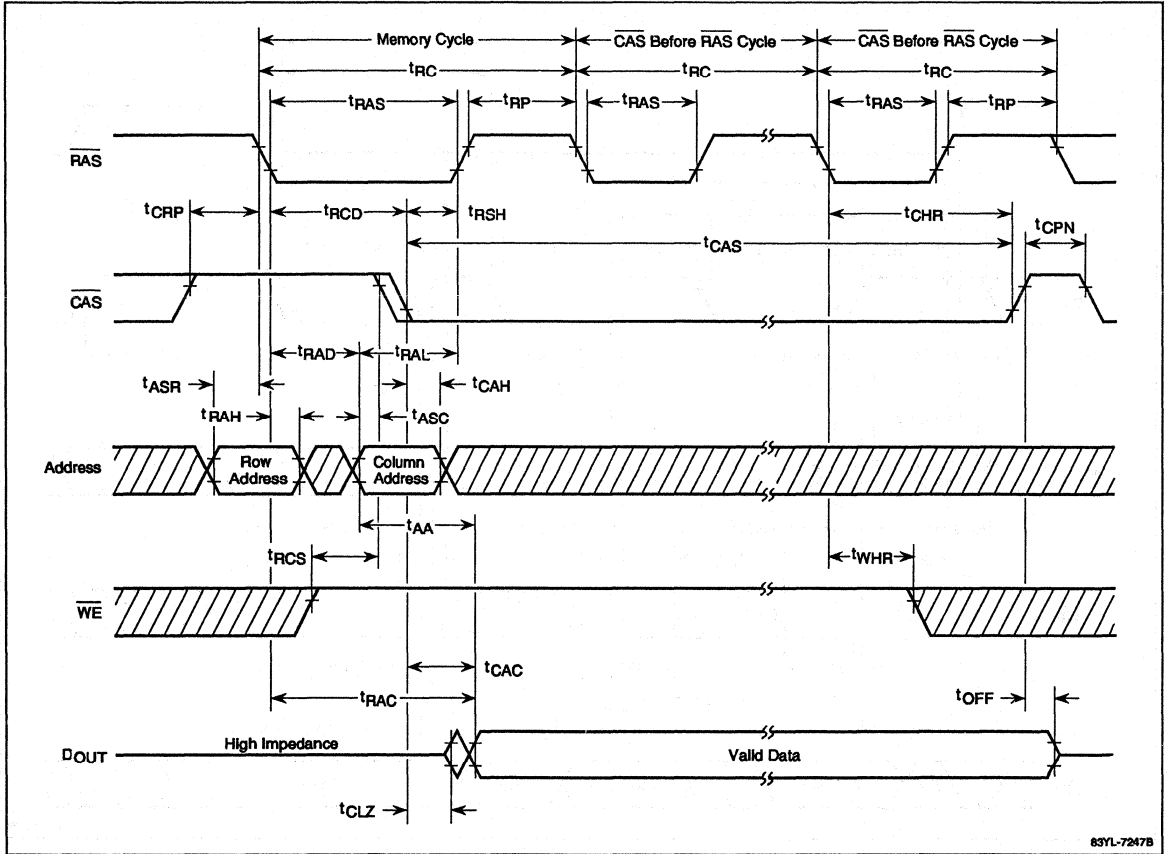 Memory Cycle CAS Before RAS Cycle CAS Before RAS Cycle
tRC tRC tRC
tRAS tRP tRAS tRAS tRP
RAS
tCRP tRCD tRSH tCHR tCPN
tCAS
CAS
tRAD tRAL
tASR tCAH
tRAH tASC
Address Row Address Column Address
tAA
tRCS tWHR
WE
tCAC
tRAC tOFF
High Impedance
DOUT Valid Data
tCLZ
83YL-7247B